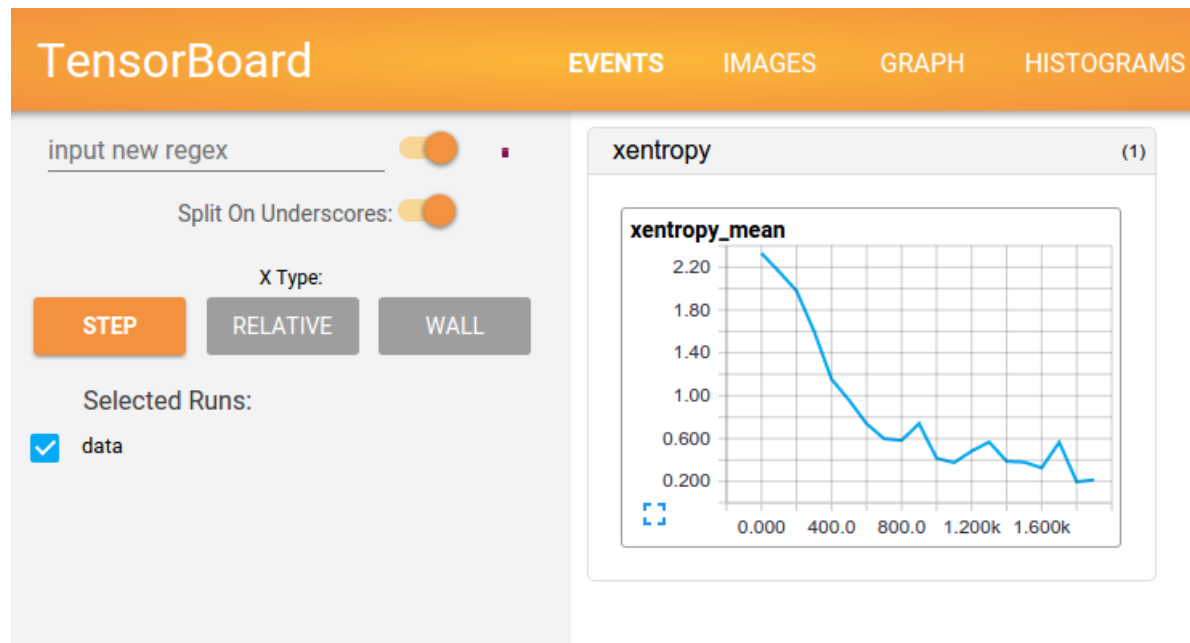 TensorBoard
EVENTS IMAGES GRAPH HISTOGRAMS
input new regex
Split On Underscores:
X Type:
STEP RELATIVE WALL
Selected Runs:
data
xentropy (1)
xentropy_mean
2.20
1.80
1.40
1.00
0.600
0.200
0.000 400.0 800.0 1.200k 1.600k